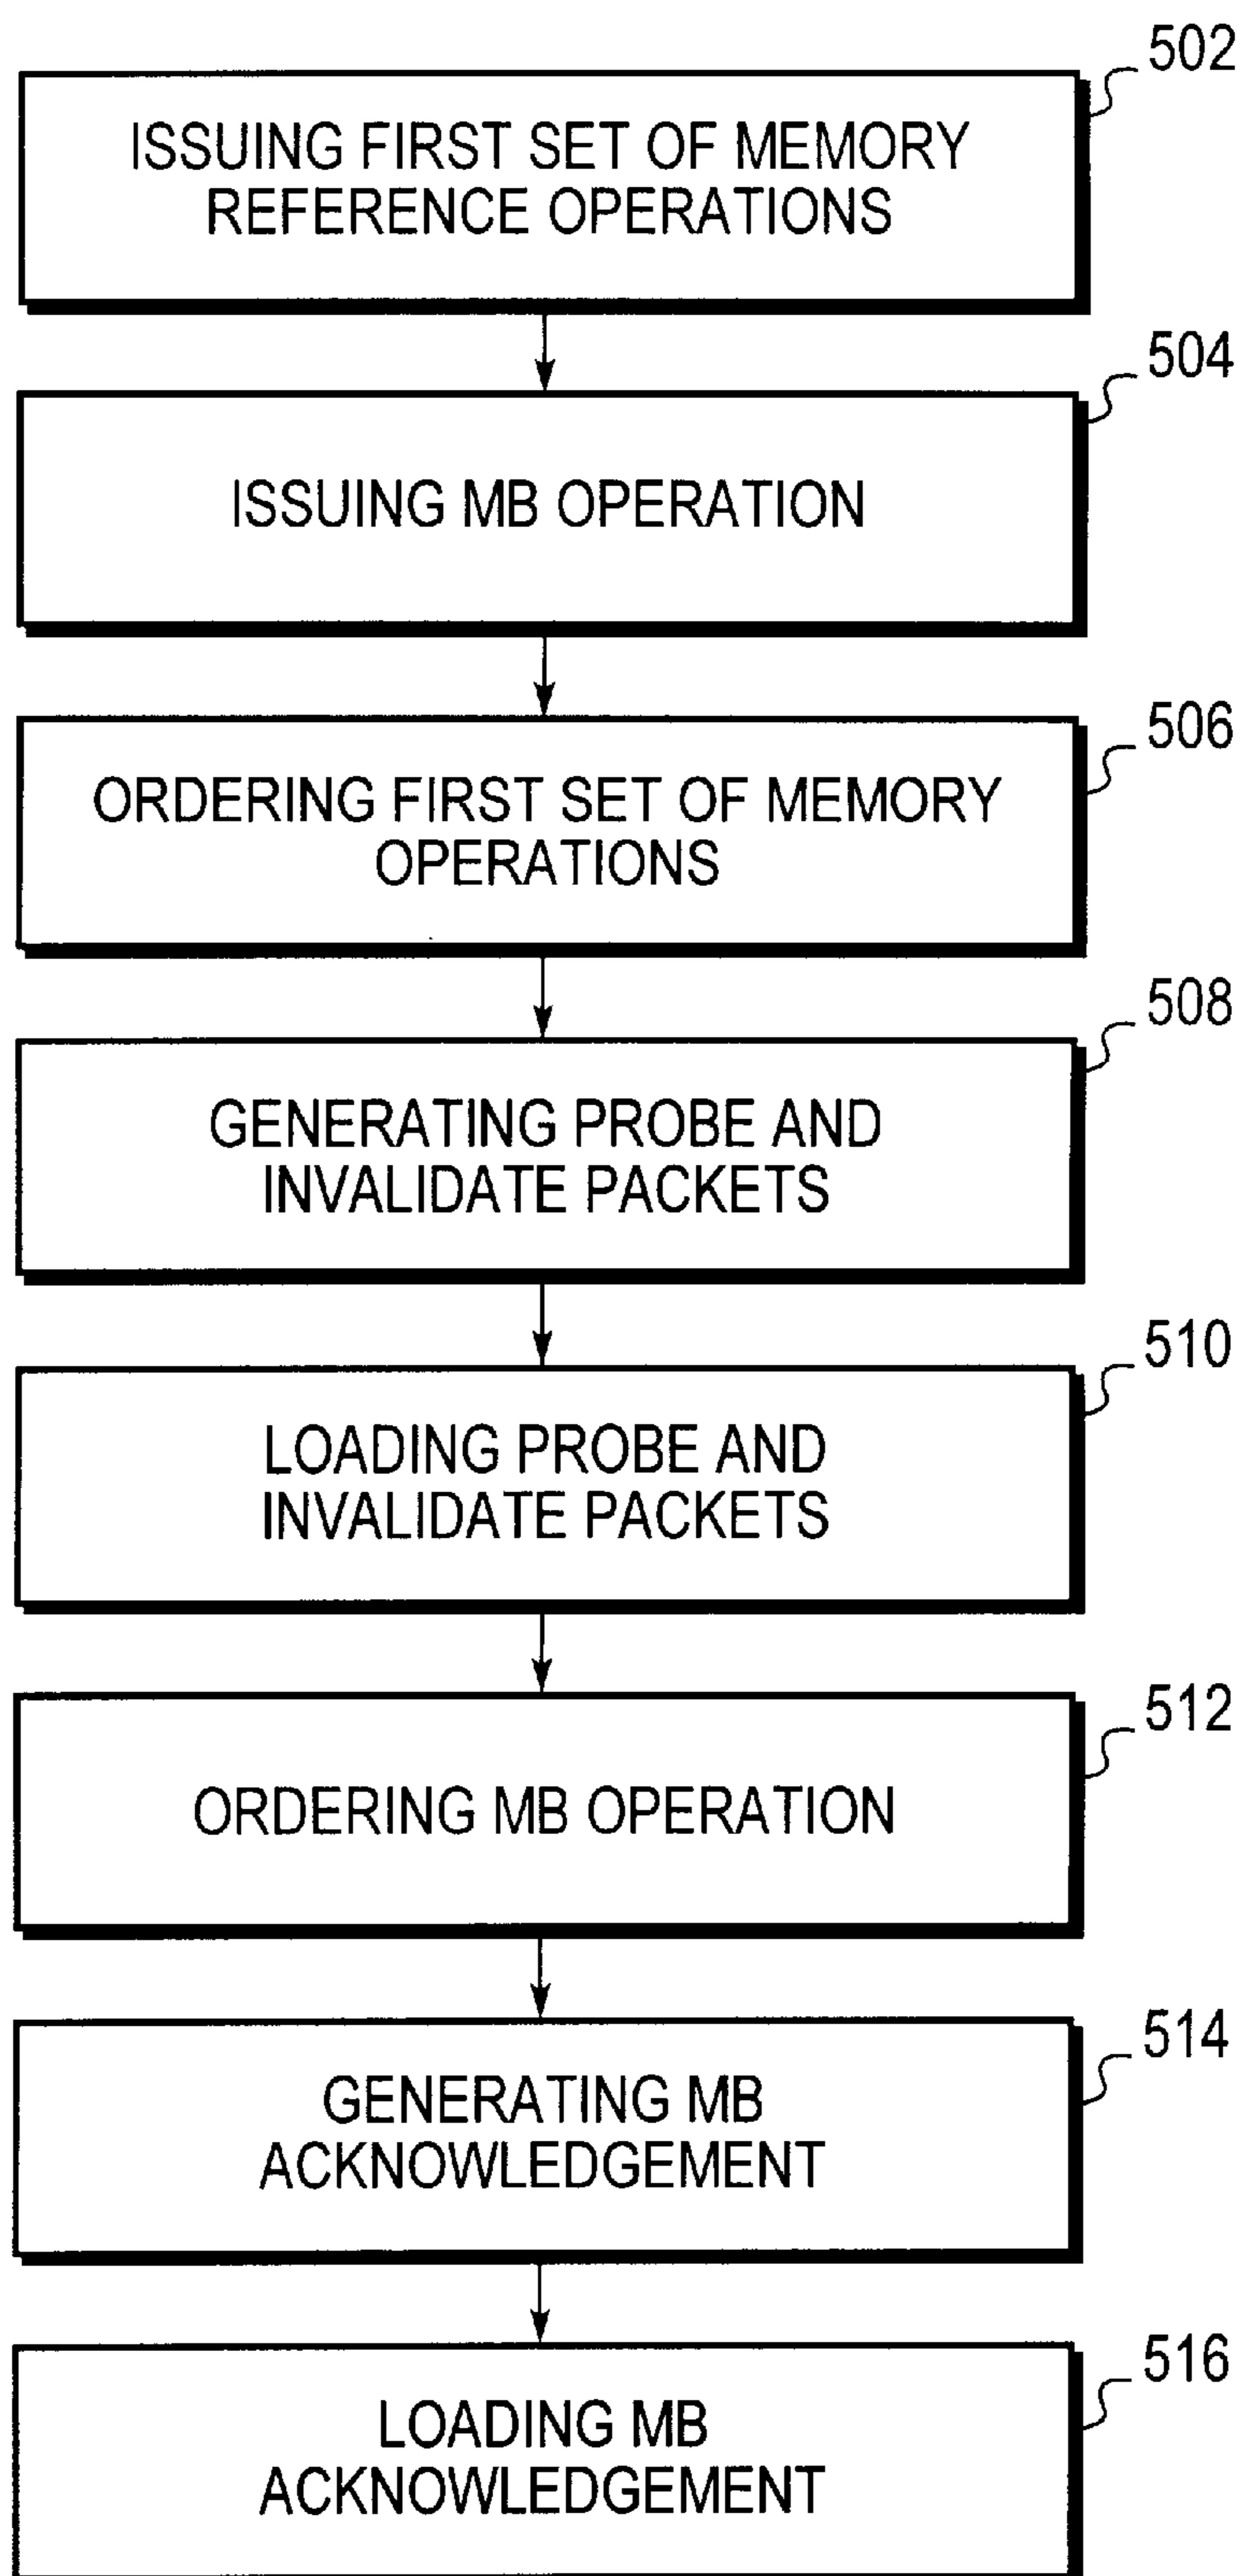 502
ISSUING FIRST SET OF MEMORY
REFERENCE OPERATIONS
504
ISSUING MB OPERATION
506
ORDERING FIRST SET OF MEMORY
OPERATIONS
508
GENERATING PROBE AND
INVALIDATE PACKETS
510
LOADING PROBE AND
INVALIDATE PACKETS
512
ORDERING MB OPERATION
514
GENERATING MB
ACKNOWLEDGEMENT
516
LOADING MB
ACKNOWLEDGEMENT